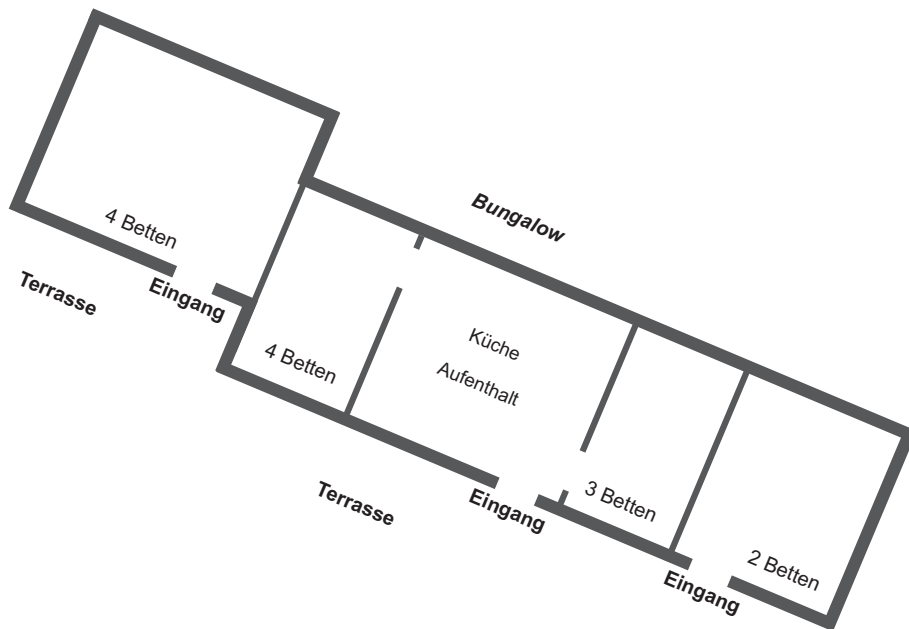 Bungalow
4 Betten
Terrasse
Eingang
4 Betten
Küche
Aufenthalt
Terrasse
Eingang
3 Betten
Eingang
2 Betten